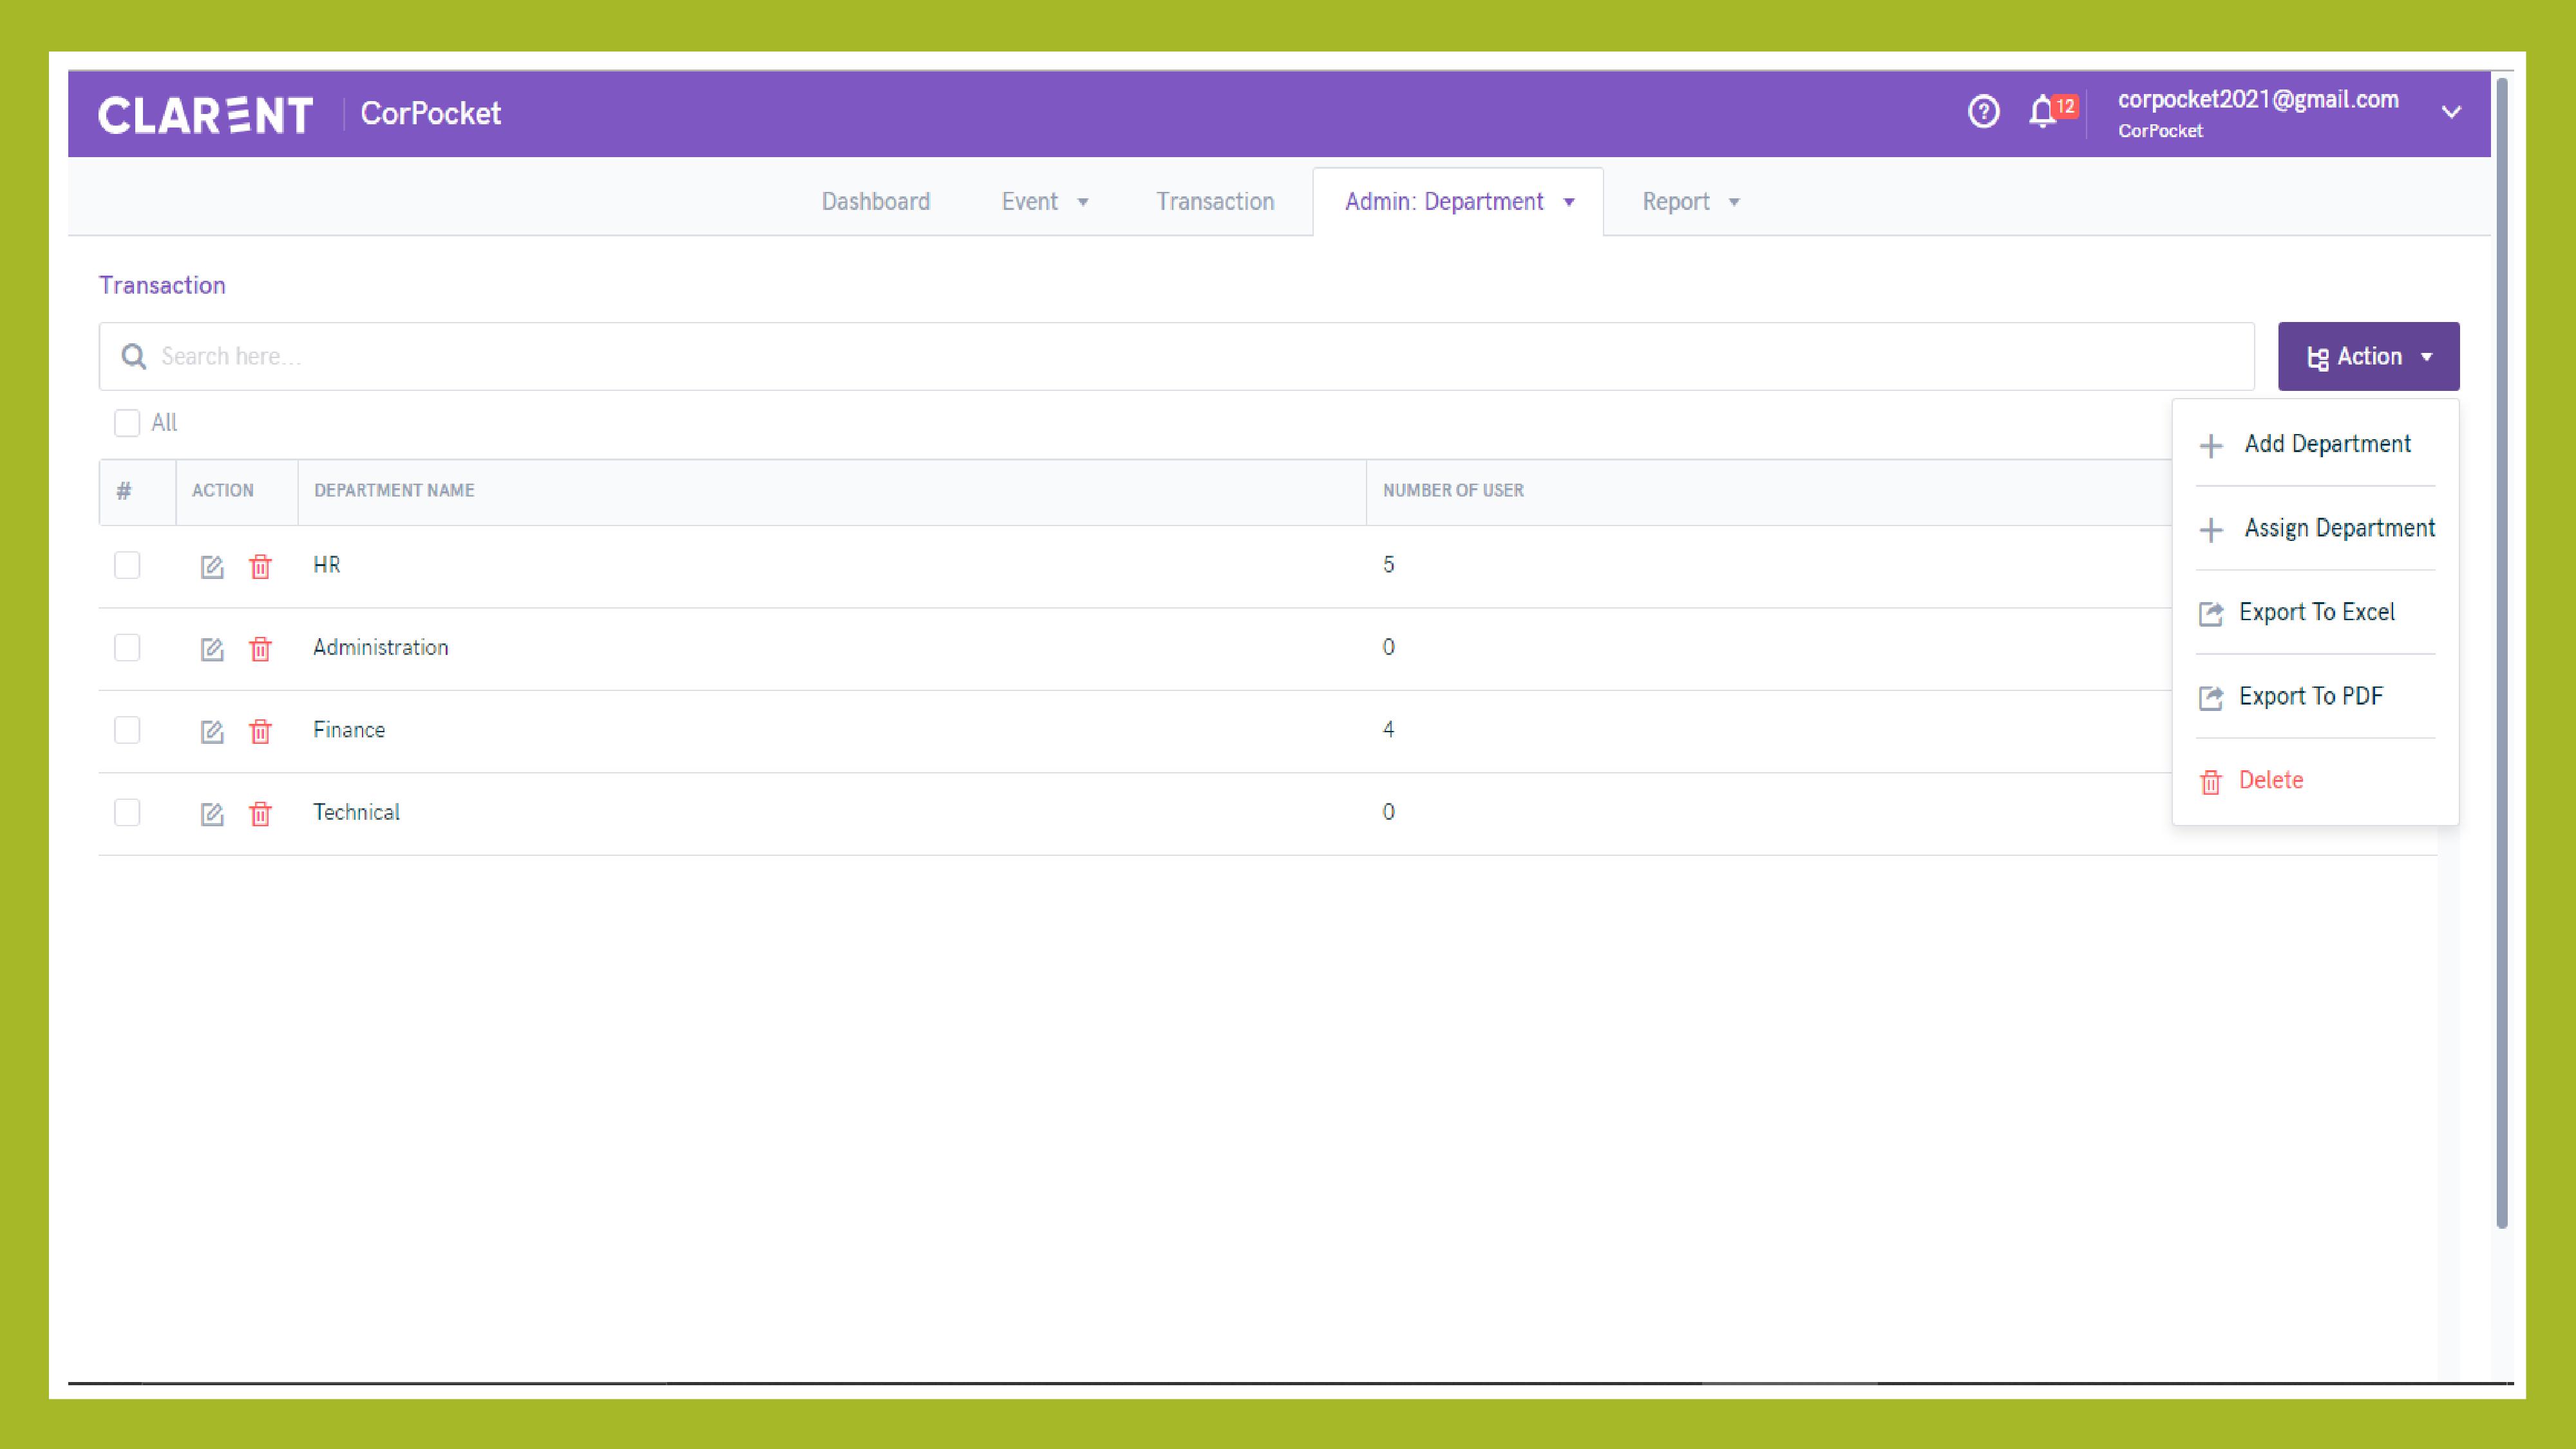 CLARENT CorPocket ? 12 corpocket2021@gmail.com
CorPocket
Dashboard Event Transaction Admin: Department Report
Transaction
Search here... Action
All
Add Department
# ACTION DEPARTMENT NAME NUMBER OF USER
Assign Department
HR 5
Export To Excel
Administration 0
Export To PDF
Finance 4
Delete
Technical 0